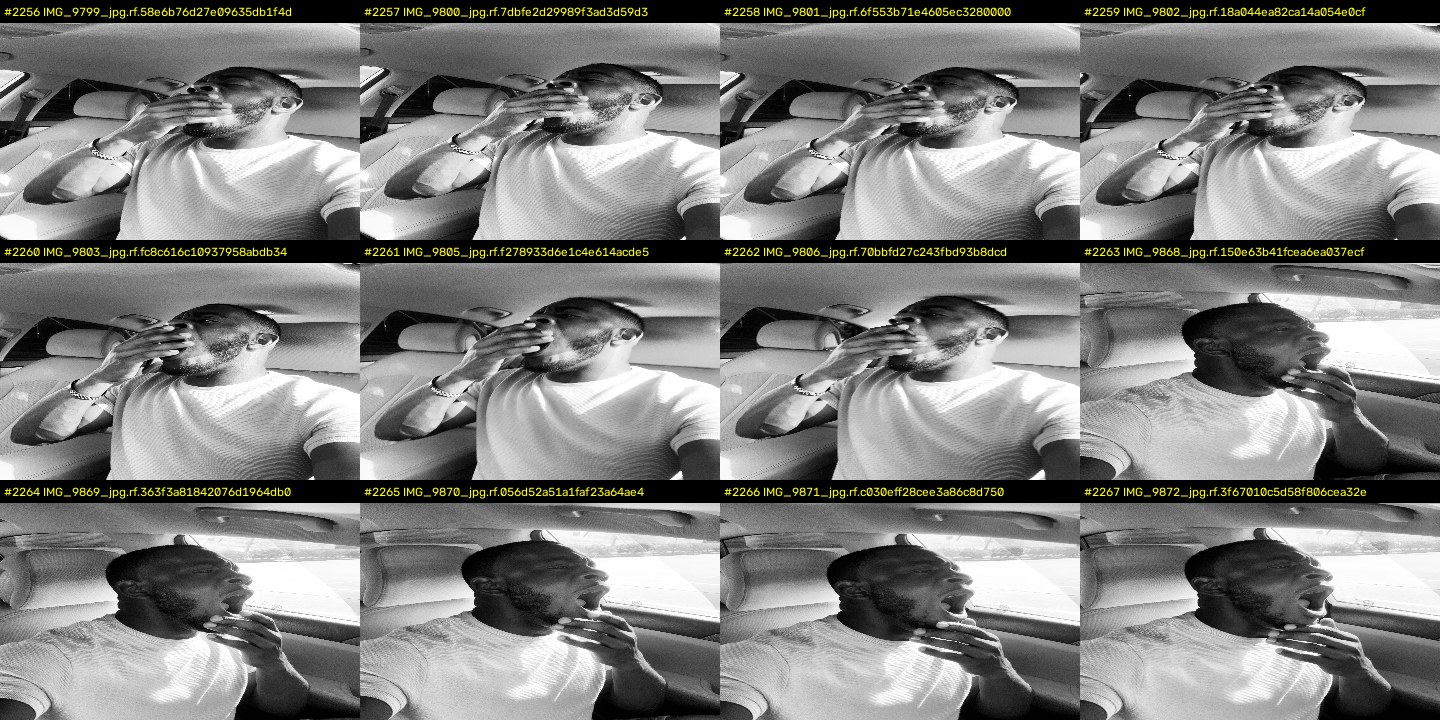 #2256 IMG_9799_jpg.rf.58e6b76d27e09635db1f4d
#2257 IMG_9800_jpg.rf.7dbfe2d29989f3ad3d59d3
#2258 IMG_9801_jpg.rf.6f553b71e4605ec3280000
#2259 IMG_9802_jpg.rf.18a044ea82ca14a054e0cf
#2260 IMG_9803_jpg.rf.fc8c616c10937958abdb34
#2261 IMG_9805_jpg.rf.f278933d6e1c4e614acde5
#2262 IMG_9806_jpg.rf.70bbfd27c243fbd93b8dcd
#2263 IMG_9868_jpg.rf.150e63b41fcea6ea037ecf
#2264 IMG_9869_jpg.rf.363f3a81842076d1964db0
#2265 IMG_9870_jpg.rf.056d52a51a1faf23a64ae4
#2266 IMG_9871_jpg.rf.c030eff28cee3a86c8d750
#2267 IMG_9872_jpg.rf.3f67010c5d58f806cea32e